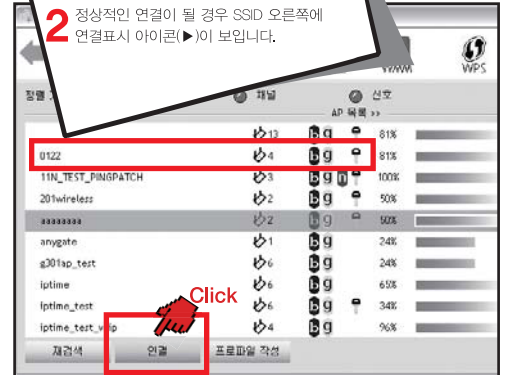 2 정상적인 연결이 될 경우 SSID 오른쪽에
연결표시 아이콘(▶)이 보입니다.
WPS
정렬
채널
신호
AP 목록 >>
13 b g 81%
0122 4 b g 81%
11N_TEST_PINGPATCH 3 b g n 100%
201wireless 2 b g 50%
aaaaaaaa 2 b g 50%
anygate 1 b g 24%
g301ap_test 6 b g 24%
iptime 6 b g 65%
iptime_test 6 b g 34%
iptime_test_voip 4 b g 96%
Click
재검색 연결 프로파일 작성